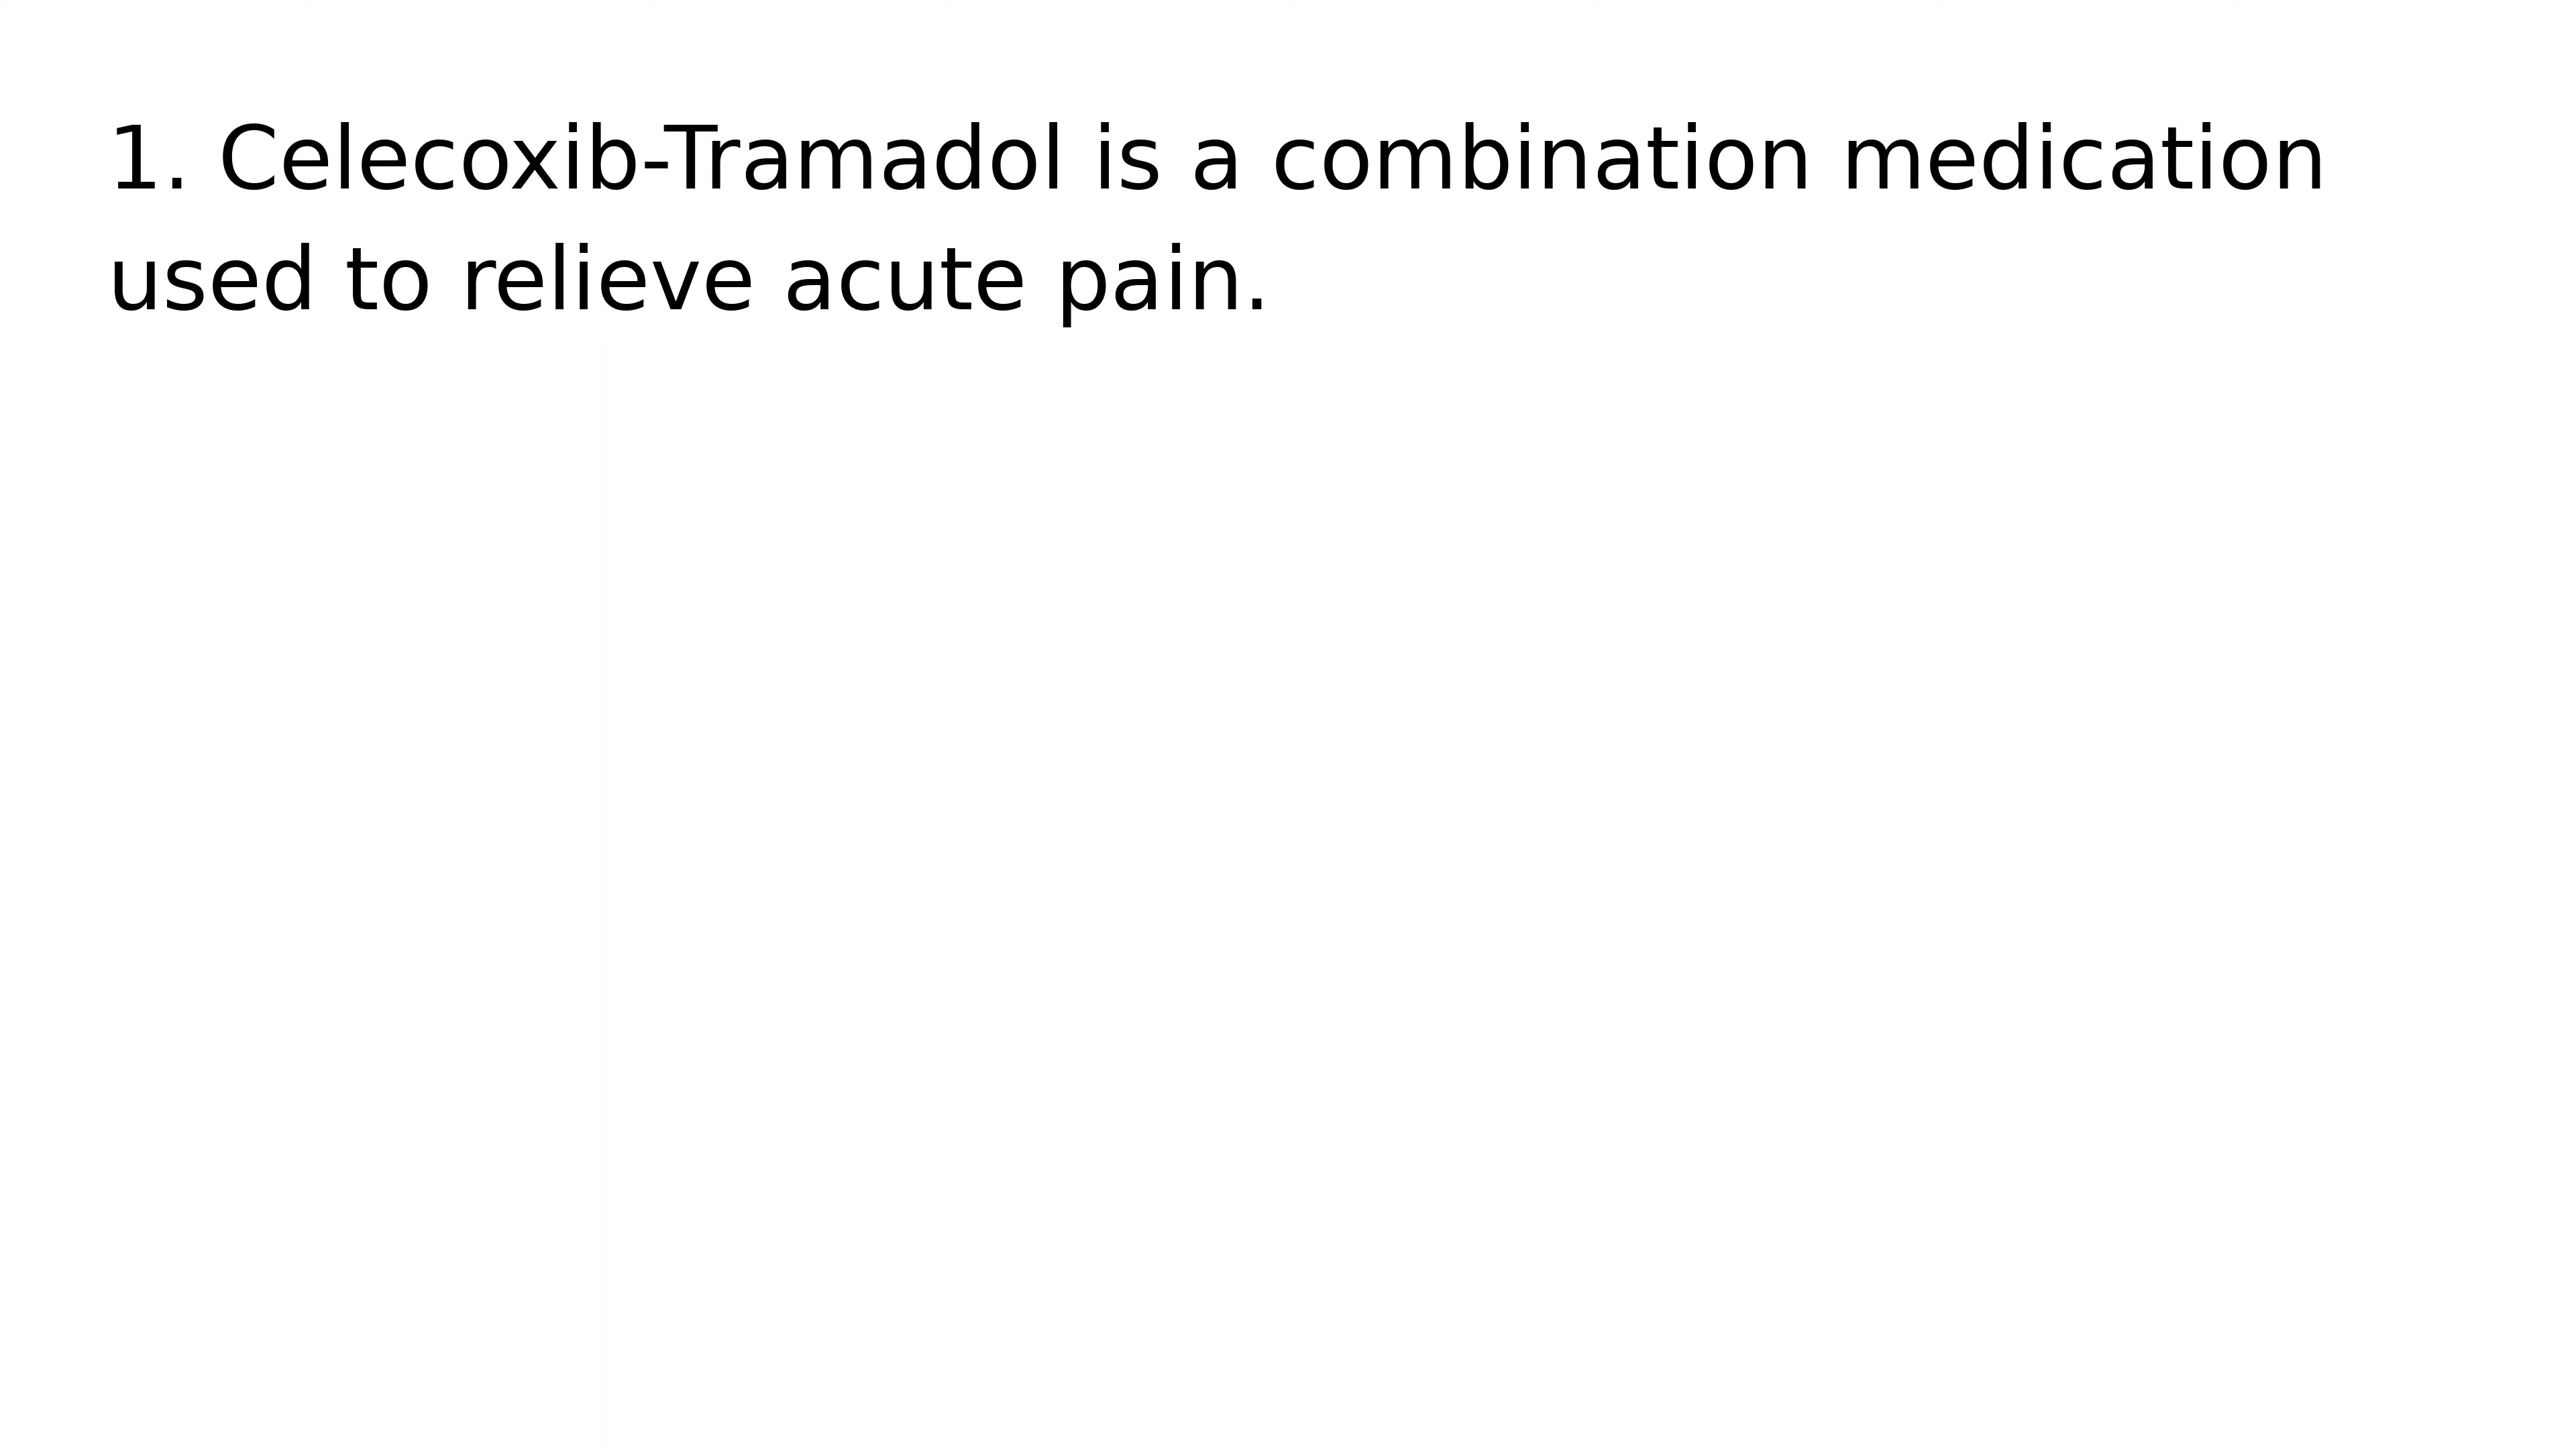 1. Celecoxib-Tramadol is a combination medication
used to relieve acute pain.